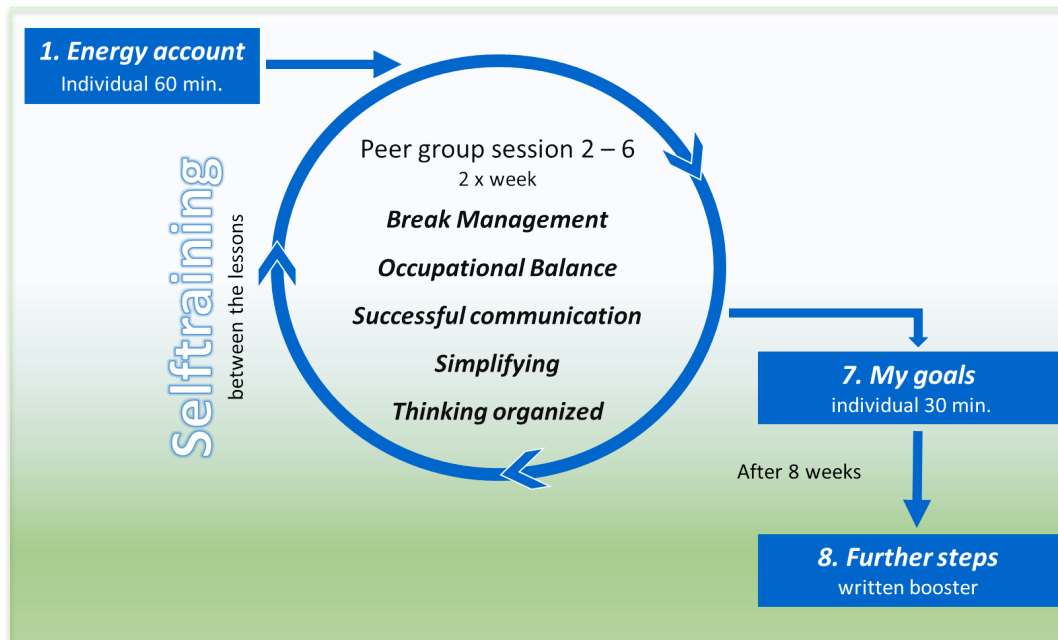 1. Energy account
Individual 60 min.
Peer group session 2 – 6
2 x week
Break Management
Occupational Balance
Successful communication
Simplifying
Thinking organized
Selftraining
between the lessons
7. My goals
individual 30 min.
After 8 weeks
8. Further steps
written booster